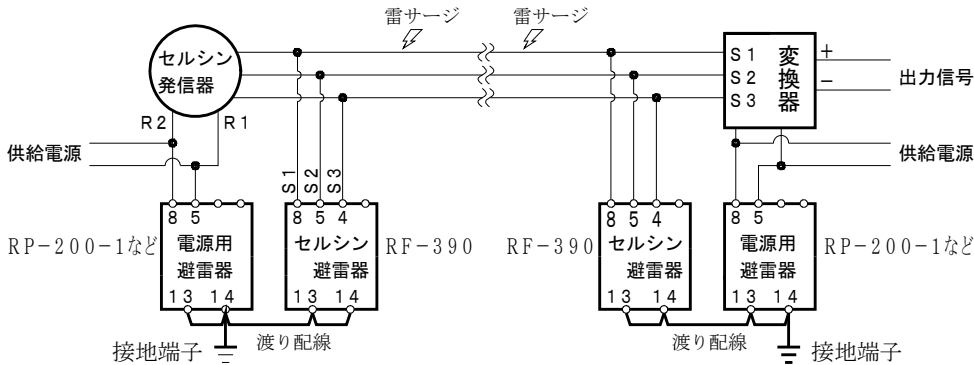 雷サージ
雷サージ
セルシン
発信器
S1
S2
S3
変
換
器
+
−
出力信号
R2
R1
供給電源
供給電源
S1
S2
S3
8 5
8 5 4
8 5 4
8 5
RP-200-1など
電源用
避雷器
セルシン
避雷器
RF-390
RF-390
セルシン
避雷器
電源用
避雷器
RP-200-1など
13 14
13 14
13 14
13 14
接地端子
渡り配線
渡り配線
接地端子